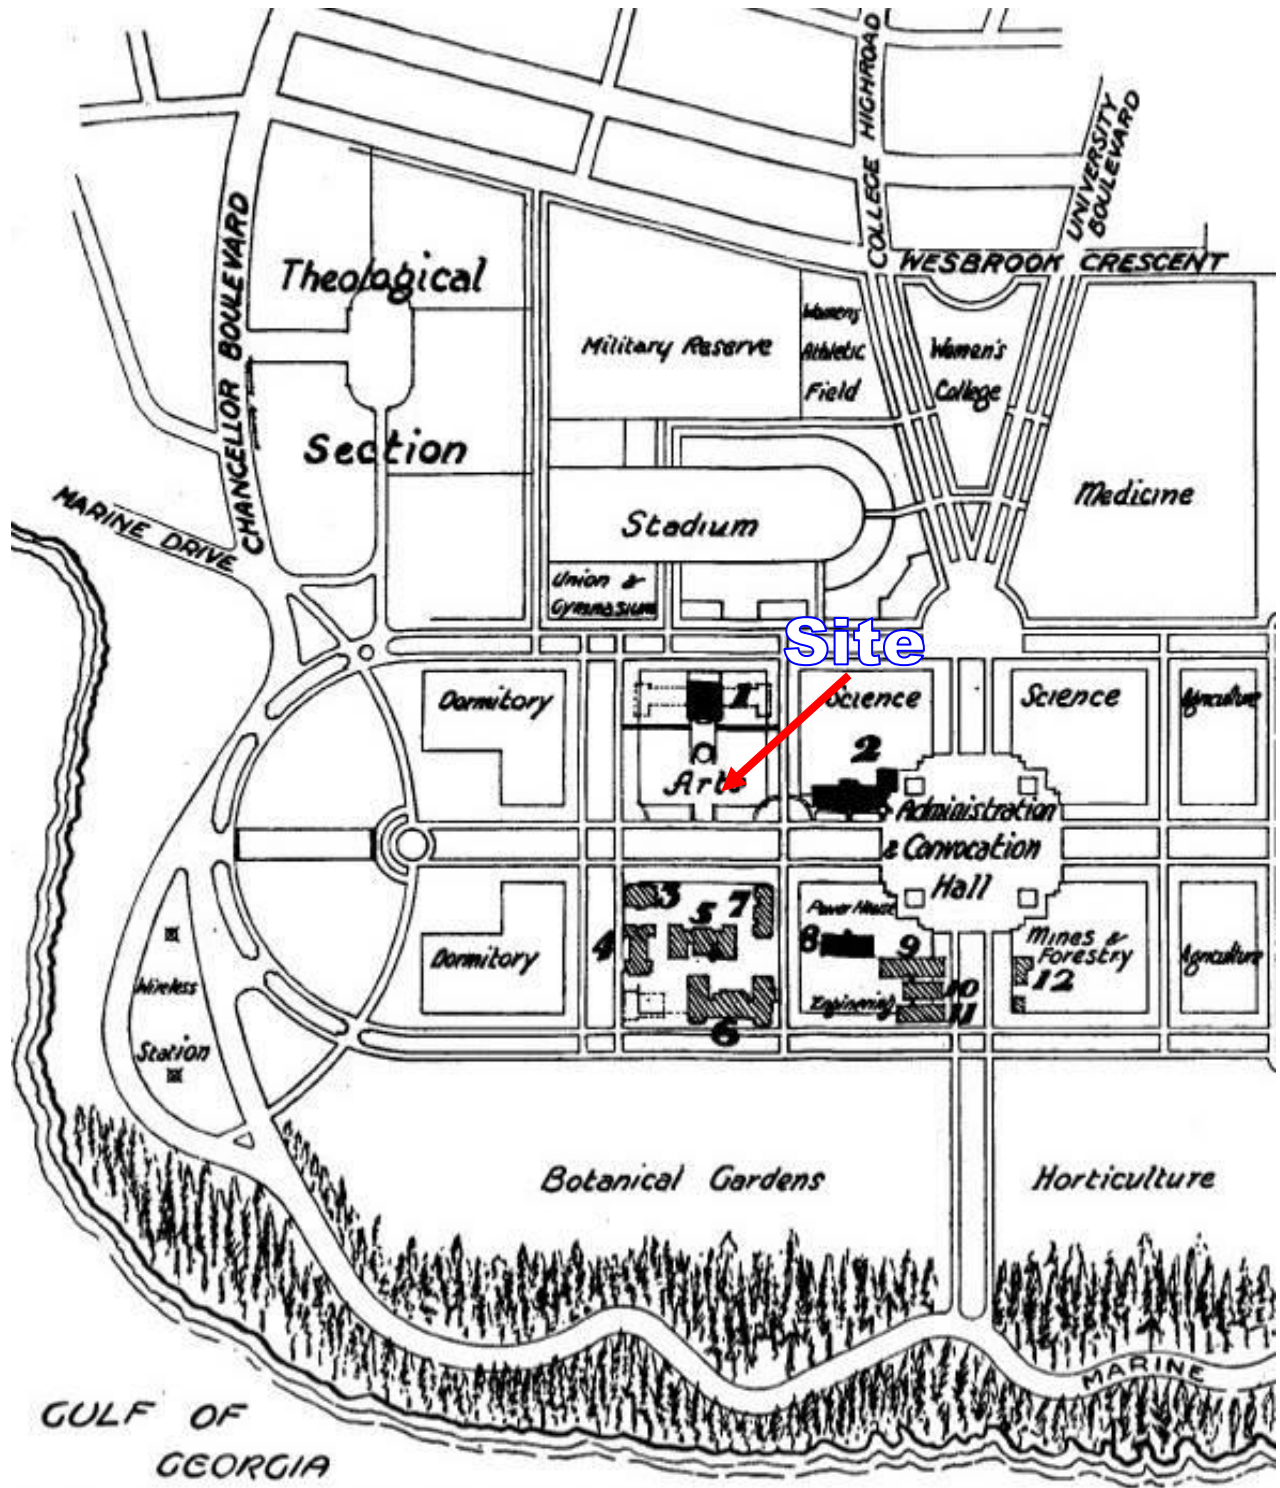 COLLEGE HIGHROAD
UNIVERSITY
BOULEVARD
WESBROOK CRESCENT
CHANCELLOR BOULEVARD
MARINE DRIVE
Theological
Section
Military Reserve
Womens
Athletic
Field
Women's
College
Medicine
Stadium
Union &
Gymnasium
Site
Dormitory
1
Arts
Science
2
Science
Agriculture
Administration
& Convocation
Hall
Dormitory
3
4
5
6
7
Power House
8
9
10
11
Engineering
Mines &
Forestry
12
Agriculture
Wireless
Station
Botanical Gardens
Horticulture
MARINE
GULF OF
GEORGIA